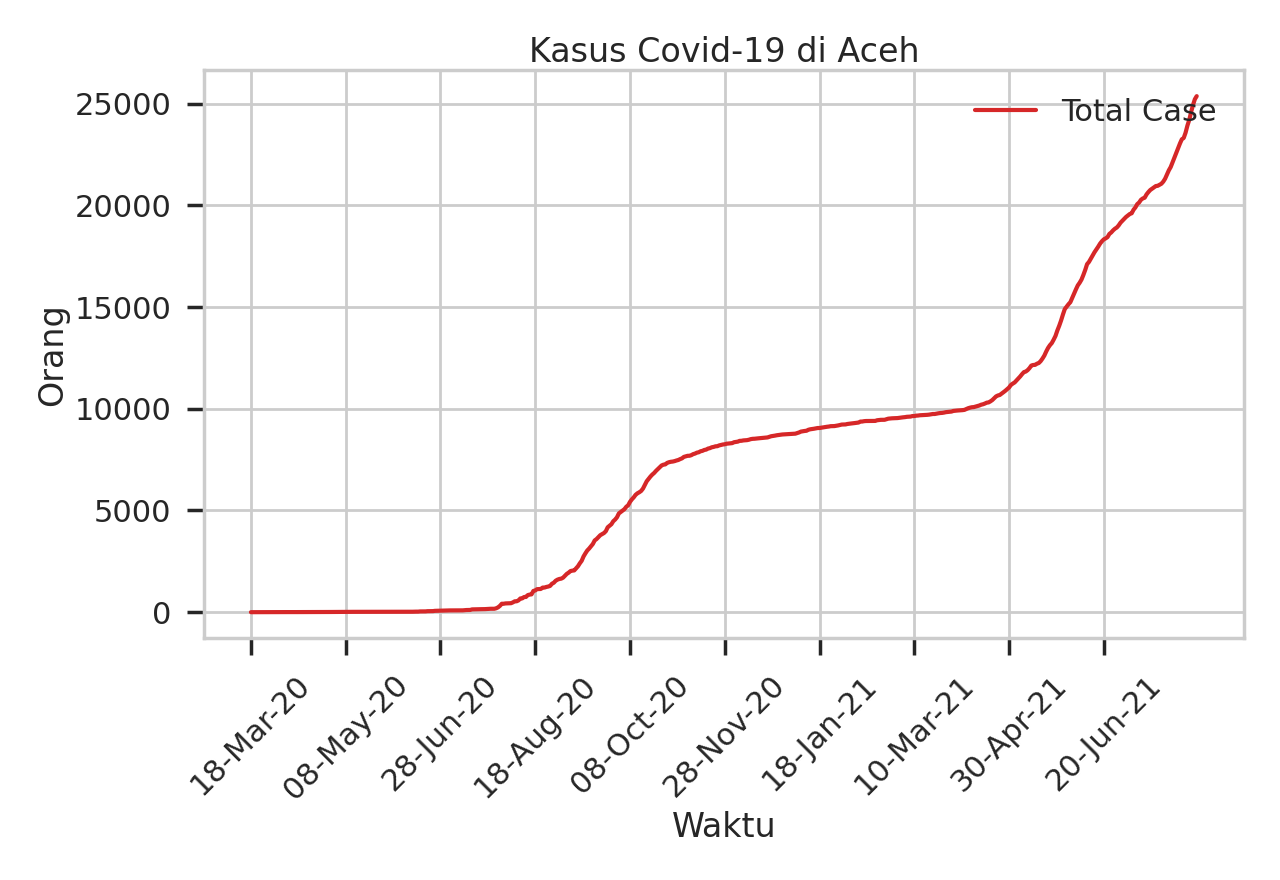 Kasus Covid-19 di Aceh
Total Case
Orang
25000
20000
15000
10000
5000
0
18-Mar-20
08-May-20
28-Jun-20
18-Aug-20
08-Oct-20
28-Nov-20
18-Jan-21
10-Mar-21
30-Apr-21
20-Jun-21
Waktu